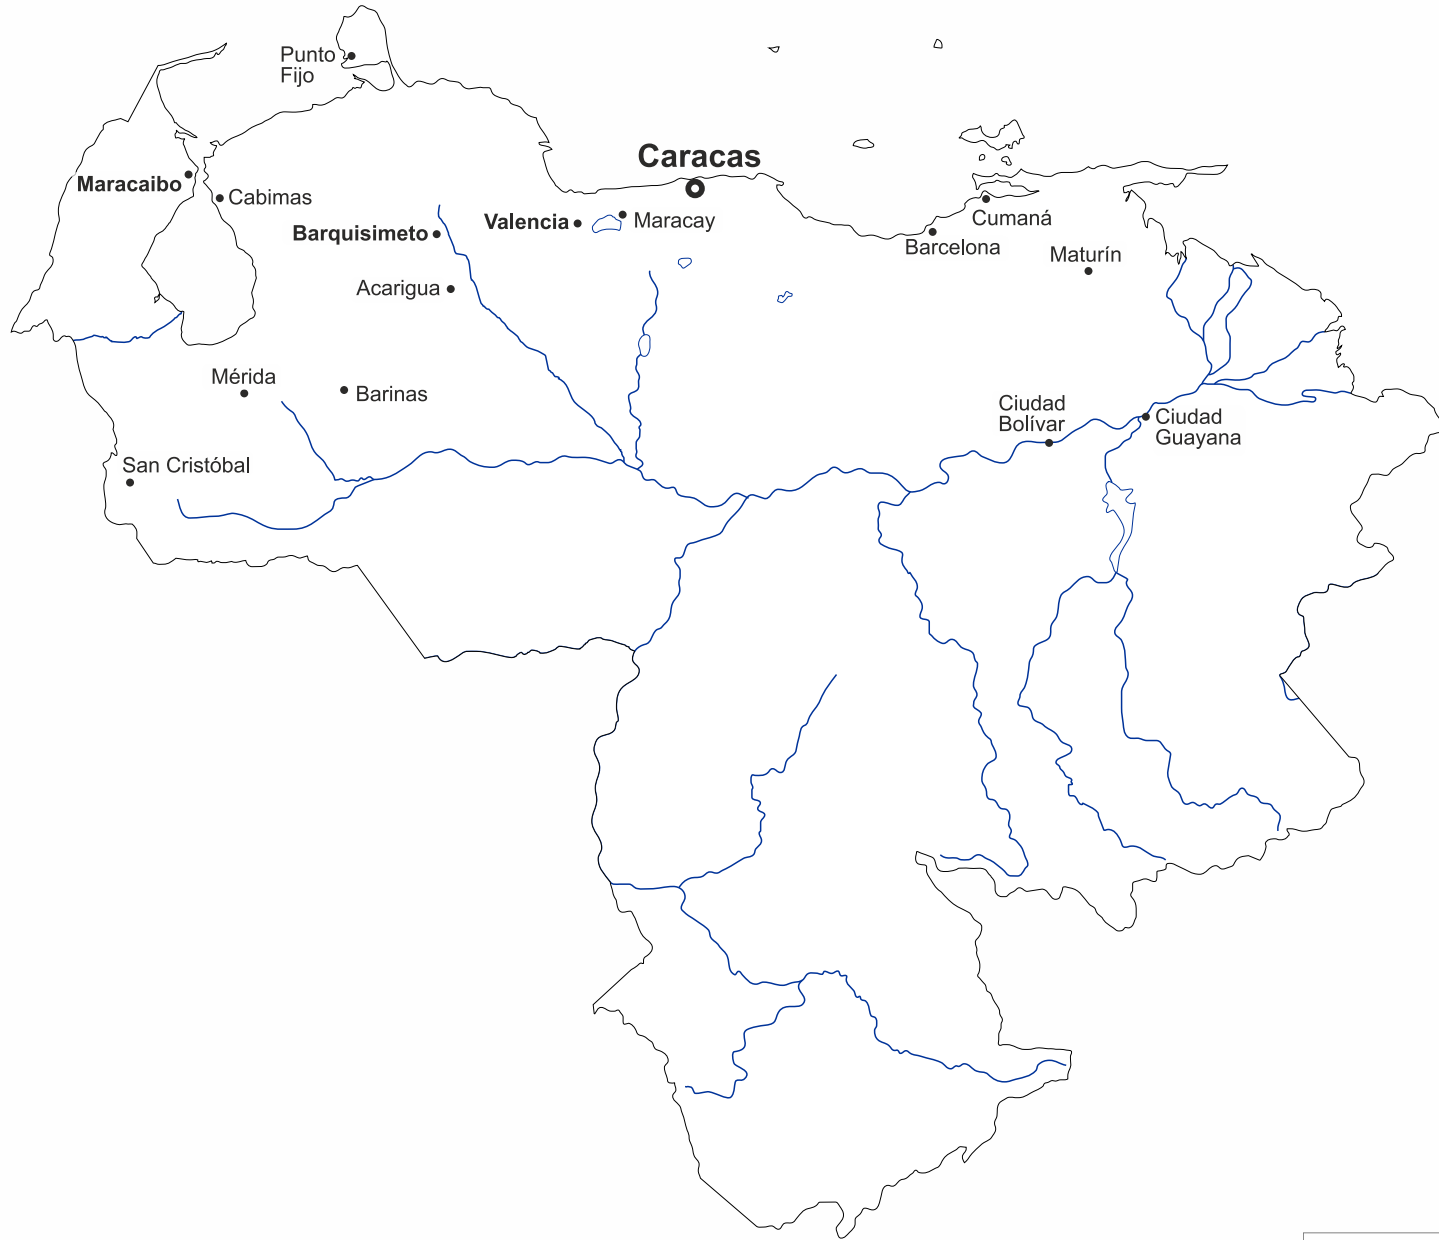 Punto
Fijo
Caracas
Maracaibo
Cabimas
Valencia
Maracay
Cumaná
Barquisimeto
Barcelona
Maturín
Acarigua
Mérida
Barinas
Ciudad
Bolívar
Ciudad
Guayana
San Cristóbal